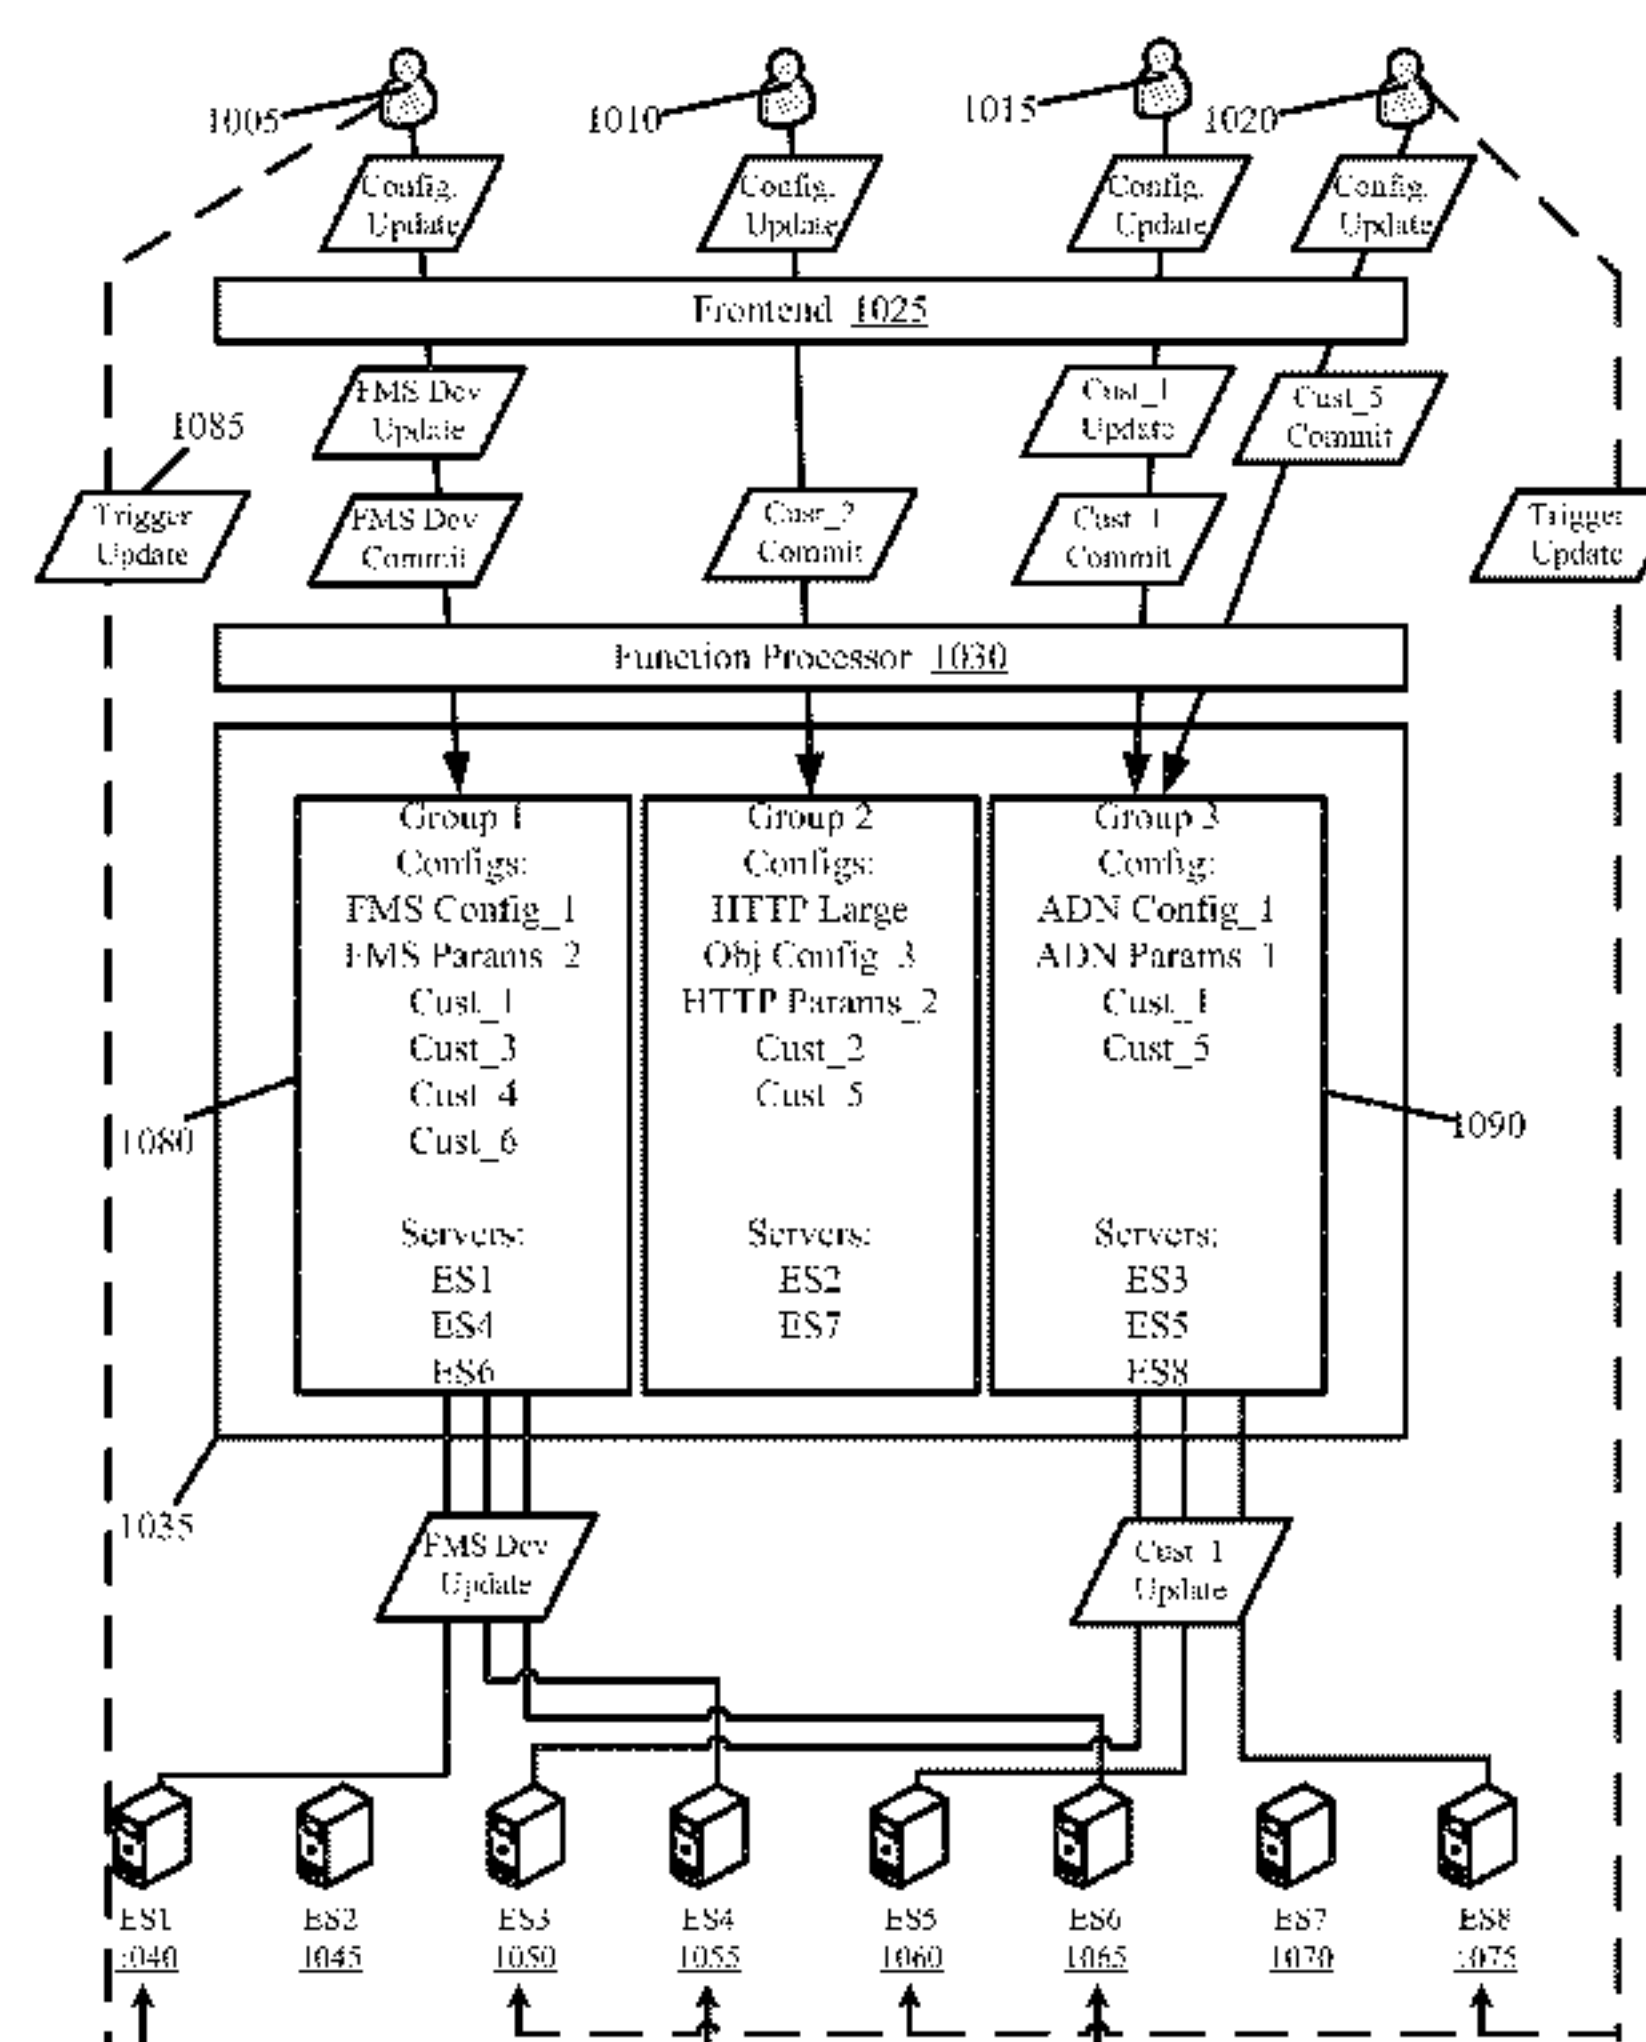 1005
1010
1015
1020
Config.
Update
Config.
Update
Config.
Update
Config.
Update
Frontend 1025
FMS Dev
Update
Cust_1
Update
Cust_5
Commit
1085
Trigger
Update
FMS Dev
Commit
Cust_2
Commit
Cust_1
Commit
Trigger
Update
Function Processor 1030
Group 1
Configs:
FMS Config_1
FMS Params_2
Cust_1
Cust_3
Cust_4
Cust_6
Servers:
ES1
ES4
ES6
Group 2
Configs:
HTTP Large
Obj Config_3
HTTP Params_2
Cust_2
Cust_5
Servers:
ES2
ES7
Group 3
Config:
ADN Config_1
ADN Params_1
Cust_1
Cust_5
Servers:
ES3
ES5
ES8
1080
1090
1035
FMS Dev
Update
Cust_1
Update
ES1
1040
ES2
1045
ES3
1050
ES4
1055
ES5
1060
ES6
1065
ES7
1070
ES8
1075